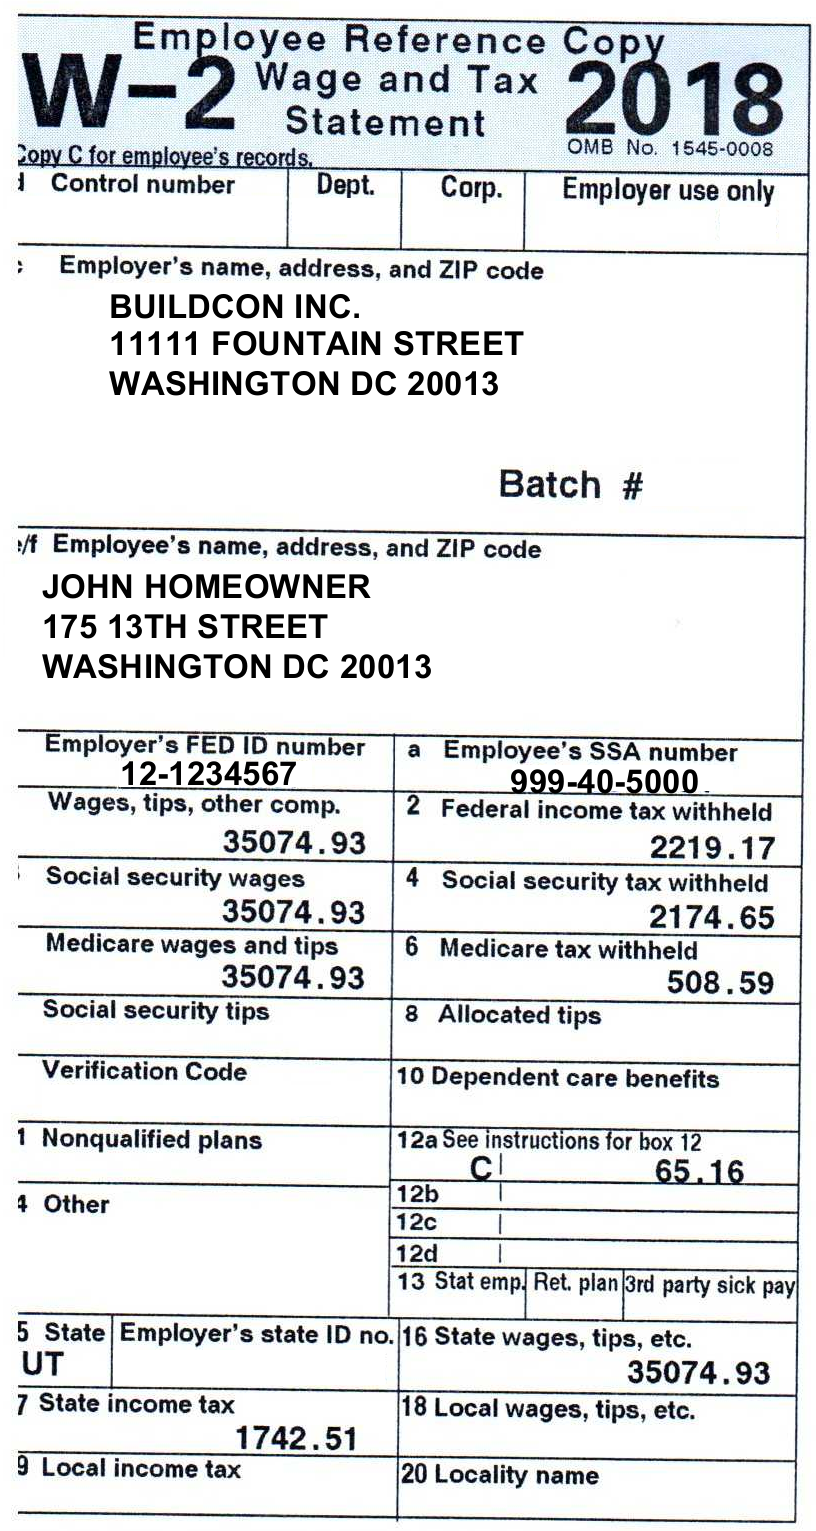 Employee Reference Copy
W-2 Wage and Tax Statement 2018
OMB No. 1545-0008
Copy C for employee's records.
d Control number
Dept.
Corp.
Employer use only
c Employer's name, address, and ZIP code
BUILDCON INC.
11111 FOUNTAIN STREET
WASHINGTON DC 20013
Batch #
e/f Employee's name, address, and ZIP code
JOHN HOMEOWNER
175 13TH STREET
WASHINGTON DC 20013
Employer's FED ID number
12-1234567
a Employee's SSA number
999-40-5000
Wages, tips, other comp.
35074.93
2 Federal income tax withheld
2219.17
Social security wages
35074.93
4 Social security tax withheld
2174.65
Medicare wages and tips
35074.93
6 Medicare tax withheld
508.59
Social security tips
8 Allocated tips
Verification Code
10 Dependent care benefits
1 Nonqualified plans
12a See instructions for box 12
C 65.16
4 Other
12b
12c
12d
13 Stat emp.
Ret. plan
3rd party sick pay
5 State
UT
Employer's state ID no.
16 State wages, tips, etc.
35074.93
7 State income tax
1742.51
18 Local wages, tips, etc.
9 Local income tax
20 Locality name